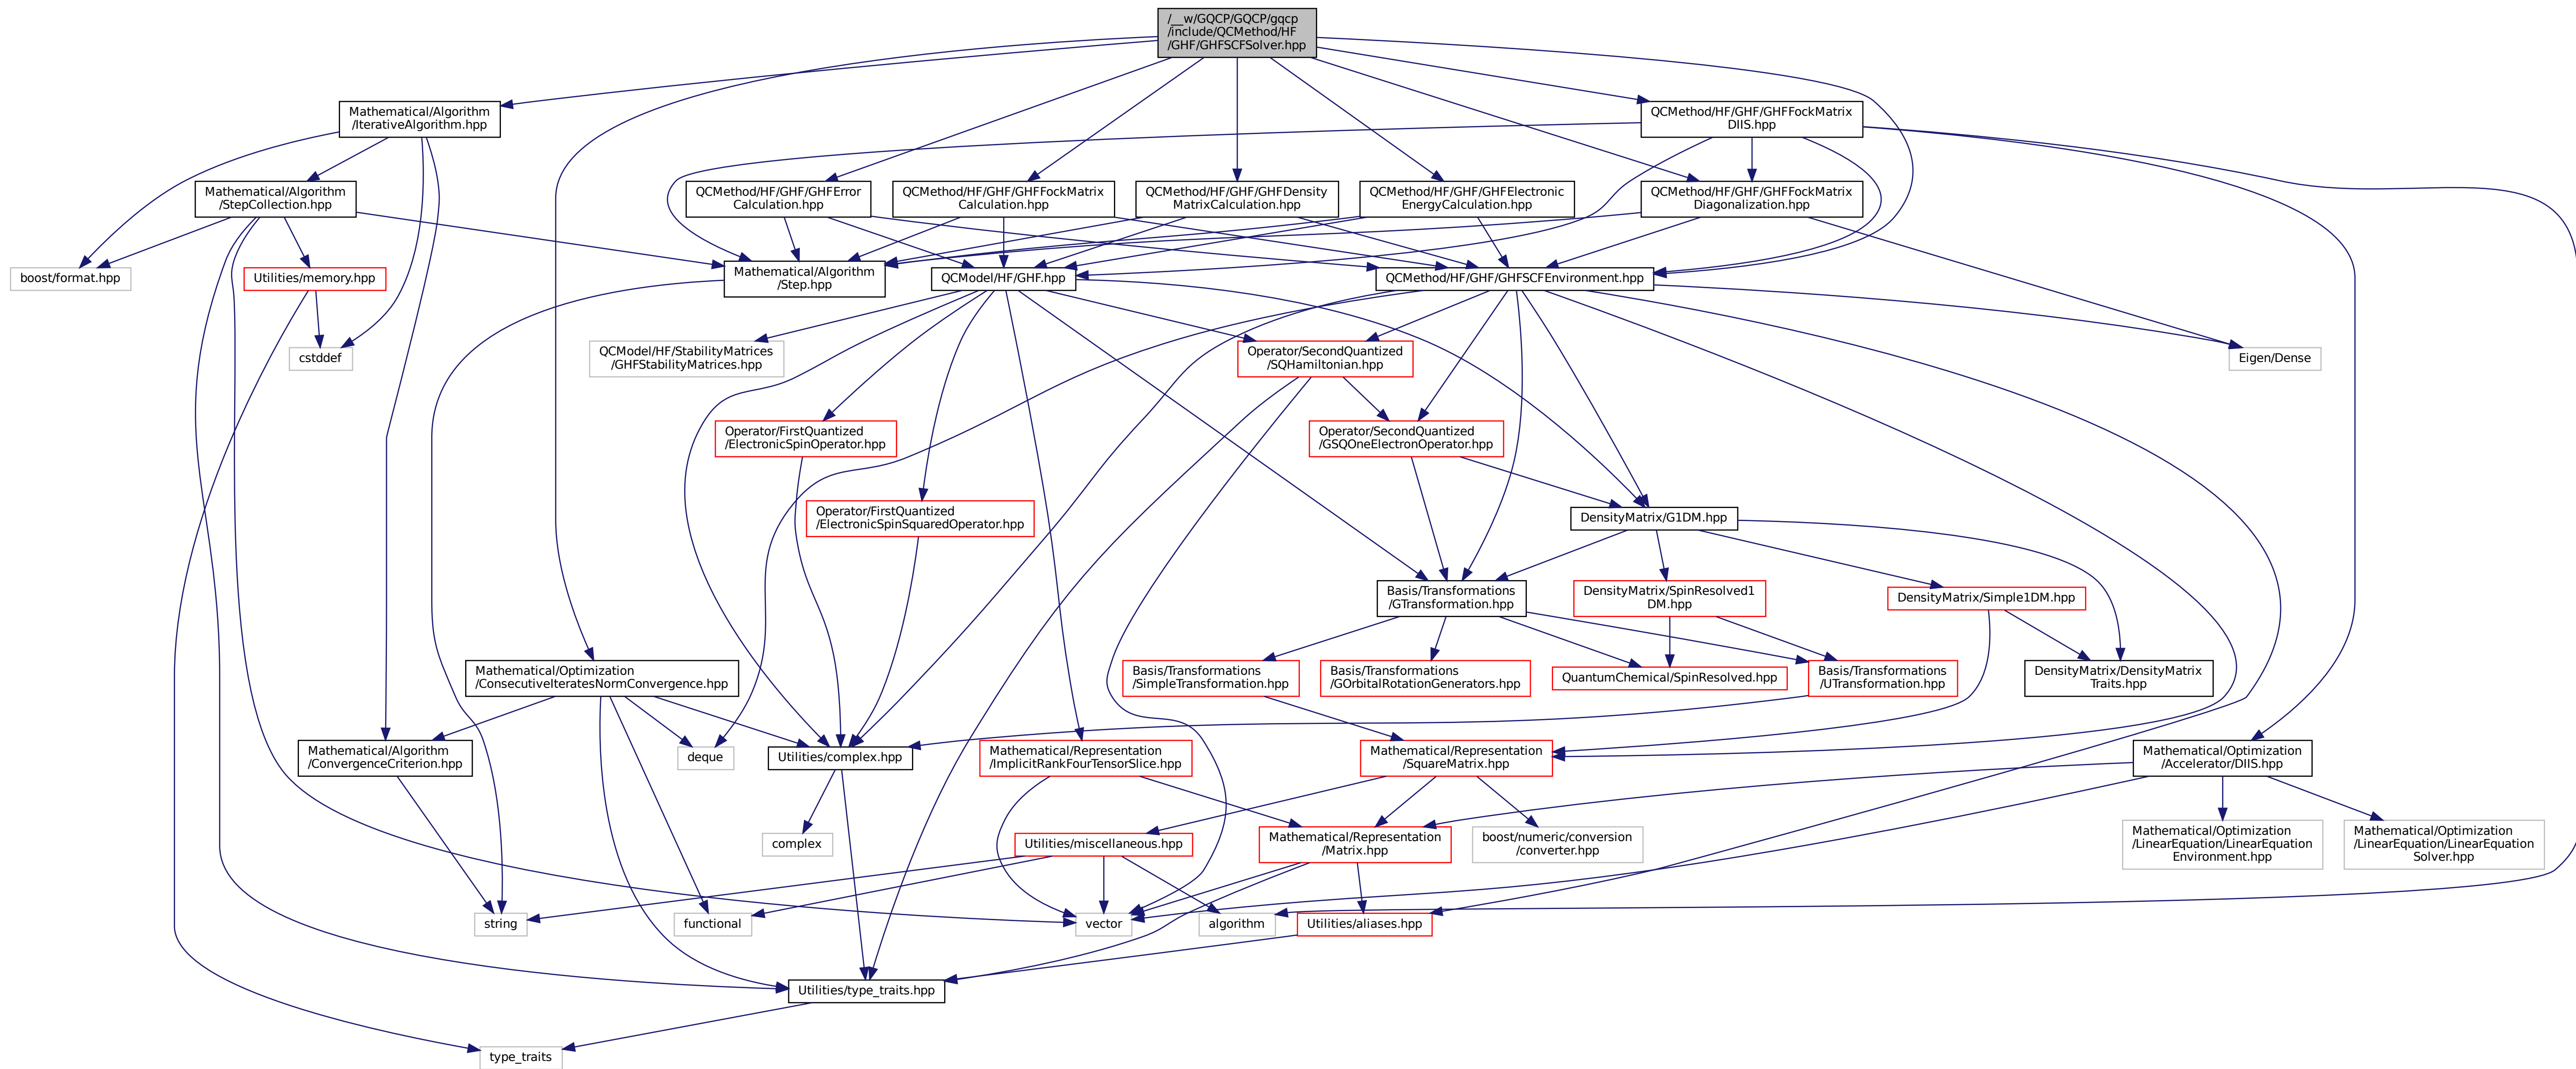 /__w/GQCP/GQCP/gqcp
/include/QCMethod/HF
/GHF/GHFSCFSolver.hpp
Mathematical/Algorithm
/IterativeAlgorithm.hpp
QCMethod/HF/GHF/GHFFockMatrix
DIIS.hpp
Mathematical/Algorithm
/StepCollection.hpp
QCMethod/HF/GHF/GHFError
Calculation.hpp
QCMethod/HF/GHF/GHFFockMatrix
Calculation.hpp
QCMethod/HF/GHF/GHFDensity
MatrixCalculation.hpp
QCMethod/HF/GHF/GHFElectronic
EnergyCalculation.hpp
QCMethod/HF/GHF/GHFFockMatrix
Diagonalization.hpp
boost/format.hpp
Utilities/memory.hpp
Mathematical/Algorithm
/Step.hpp
QCModel/HF/GHF.hpp
QCMethod/HF/GHF/GHFSCFEnvironment.hpp
cstddef
QCModel/HF/StabilityMatrices
/GHFStabilityMatrices.hpp
Operator/SecondQuantized
/SQHamiltonian.hpp
Eigen/Dense
Operator/FirstQuantized
/ElectronicSpinOperator.hpp
Operator/SecondQuantized
/GSQOneElectronOperator.hpp
Operator/FirstQuantized
/ElectronicSpinSquaredOperator.hpp
DensityMatrix/G1DM.hpp
Basis/Transformations
/GTransformation.hpp
DensityMatrix/SpinResolved1
DM.hpp
DensityMatrix/Simple1DM.hpp
Mathematical/Optimization
/ConsecutiveIteratesNormConvergence.hpp
Basis/Transformations
/SimpleTransformation.hpp
Basis/Transformations
/GOrbitalRotationGenerators.hpp
QuantumChemical/SpinResolved.hpp
Basis/Transformations
/UTransformation.hpp
DensityMatrix/DensityMatrix
Traits.hpp
Mathematical/Algorithm
/ConvergenceCriterion.hpp
deque
Utilities/complex.hpp
Mathematical/Representation
/ImplicitRankFourTensorSlice.hpp
Mathematical/Representation
/SquareMatrix.hpp
Mathematical/Optimization
/Accelerator/DIIS.hpp
complex
Utilities/miscellaneous.hpp
Mathematical/Representation
/Matrix.hpp
boost/numeric/conversion
/converter.hpp
Mathematical/Optimization
/LinearEquation/LinearEquation
Environment.hpp
Mathematical/Optimization
/LinearEquation/LinearEquation
Solver.hpp
string
functional
vector
algorithm
Utilities/aliases.hpp
Utilities/type_traits.hpp
type_traits